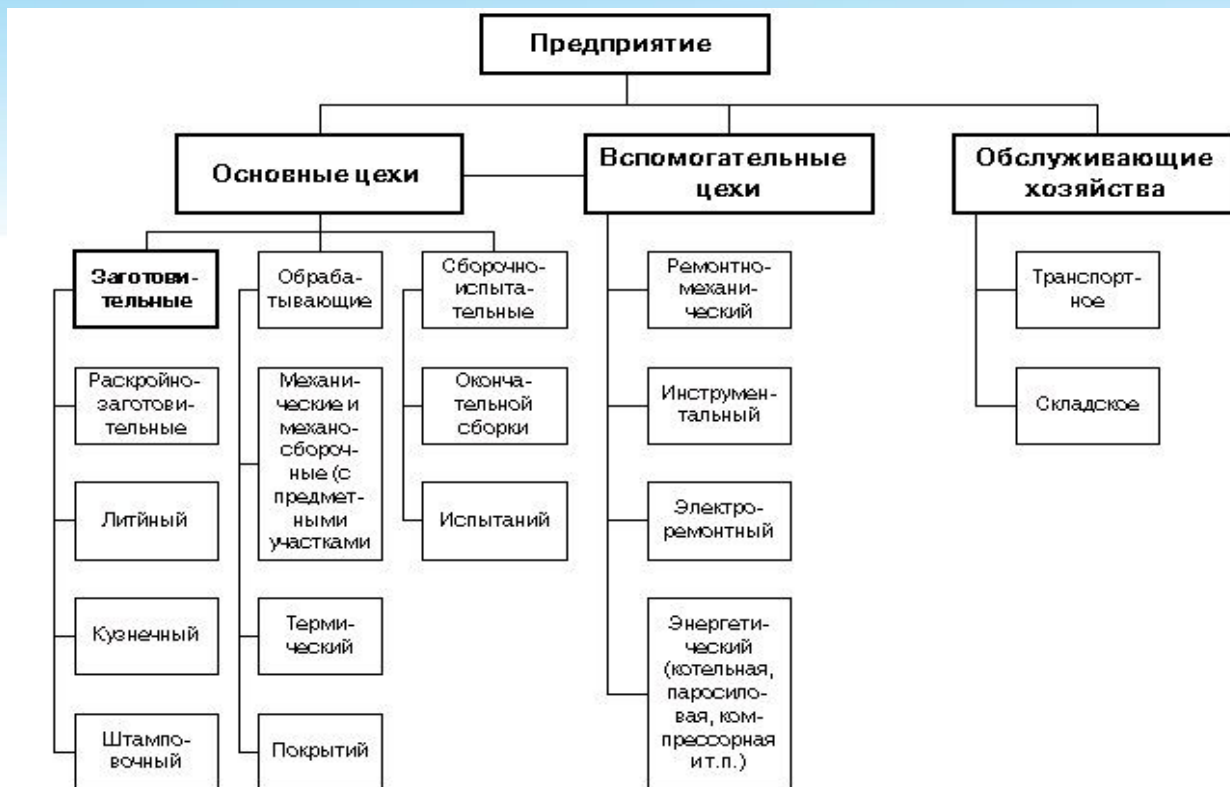 Предприятие
Основные цехи
Вспомогательные
цехи
Обслуживающие
хозяйства
Заготови-
тельные
Раскройно-
заготови-
тельные
Литйный
Кузнечный
Штампо-
вочный
Обраба-
тывающие
Механи-
ческие и
механо-
сбороч-
ные (с
предмет-
ными
участками
Терми-
ческий
Покрытий
Сборочно-
испыта-
тельные
Оконча-
тельной
сборки
Испытаний
Ремонтно-
механи-
ческий
Инструмен-
тальный
Электро-
ремонтный
Энергети-
ческий
(котельная,
паросило-
вая, ком-
прессорная
и т.п.)
Транспорт-
ное
Складское